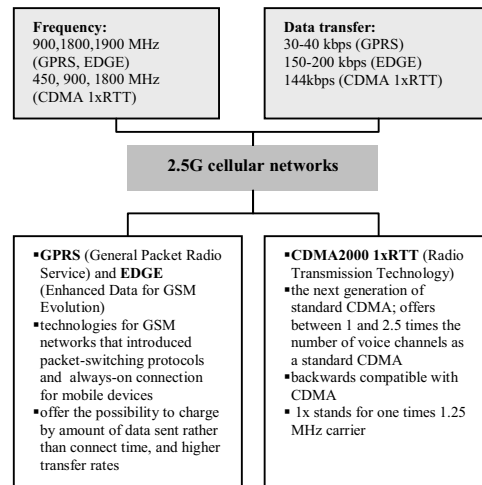 Frequency:
900,1800,1900 MHz
(GPRS, EDGE)
450, 900, 1800 MHz
(CDMA 1xRTT)
Data transfer:
30-40 kbps (GPRS)
150-200 kbps (EDGE)
144kbps (CDMA 1xRTT)
2.5G cellular networks
▪GPRS (General Packet Radio
Service) and EDGE
(Enhanced Data for GSM
Evolution)
▪technologies for GSM
networks that introduced
packet-switching protocols
and always-on connection
for mobile devices
▪offer the possibility to charge
by amount of data sent rather
than connect time, and higher
transfer rates
▪CDMA2000 1xRTT (Radio
Transmission Technology)
▪the next generation of
standard CDMA; offers
between 1 and 2.5 times the
number of voice channels as
a standard CDMA
▪backwards compatible with
CDMA
▪ 1x stands for one times 1.25
MHz carrier